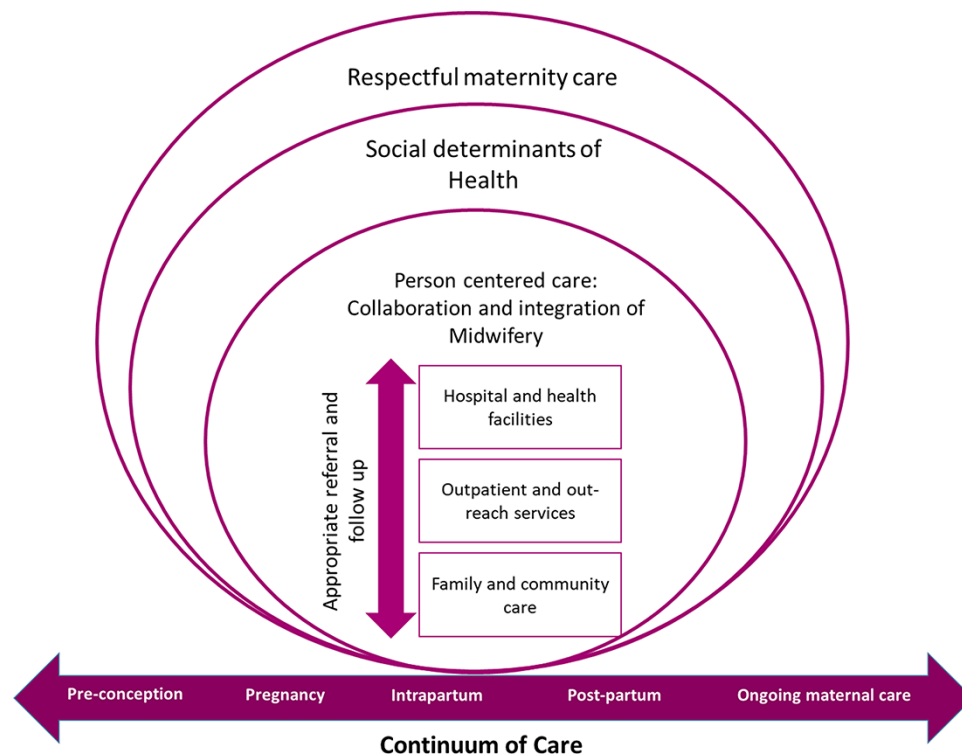 Respectful maternity care
Social determinants of
Health
Person centered care:
Collaboration and integration of
Midwifery
Appropriate referral and
follow up
Hospital and health
facilities
Outpatient and out-
reach services
Family and community
care
Pre-conception
Pregnancy
Intrapartum
Post-partum
Ongoing maternal care
Continuum of Care